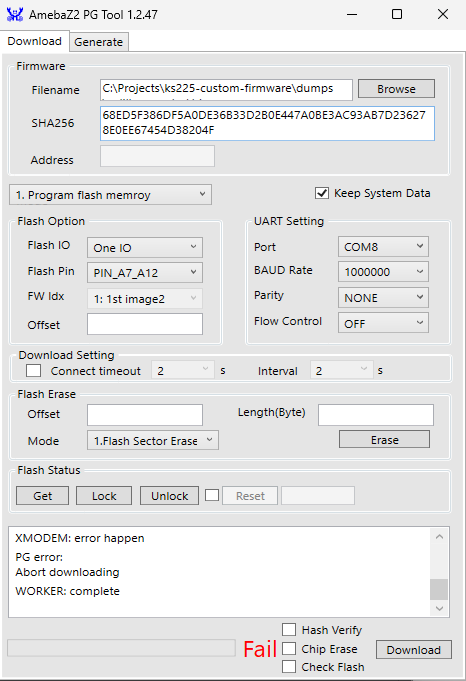 AmebaZ2 PG Tool 1.2.47
Download Generate
Firmware
Filename C:\Projects\ks225-custom-firmware\dumps Browse
SHA256 68ED5F386DF5A0DE36B33D2B0E447A0BE3AC93AB7D23627
8E0EE67454D38204F
Address
1. Program flash memroy Keep System Data
Flash Option
Flash IO One IO
Flash Pin PIN_A7_A12
FW Idx 1: 1st image2
Offset
UART Setting
Port COM8
BAUD Rate 1000000
Parity NONE
Flow Control OFF
Download Setting
Connect timeout 2 s Interval 2 s
Flash Erase
Offset Length(Byte)
Mode 1.Flash Sector Erase Erase
Flash Status
Get Lock Unlock Reset
XMODEM: error happen
PG error:
Abort downloading
WORKER: complete
Fail
Hash Verify
Chip Erase
Check Flash
Download